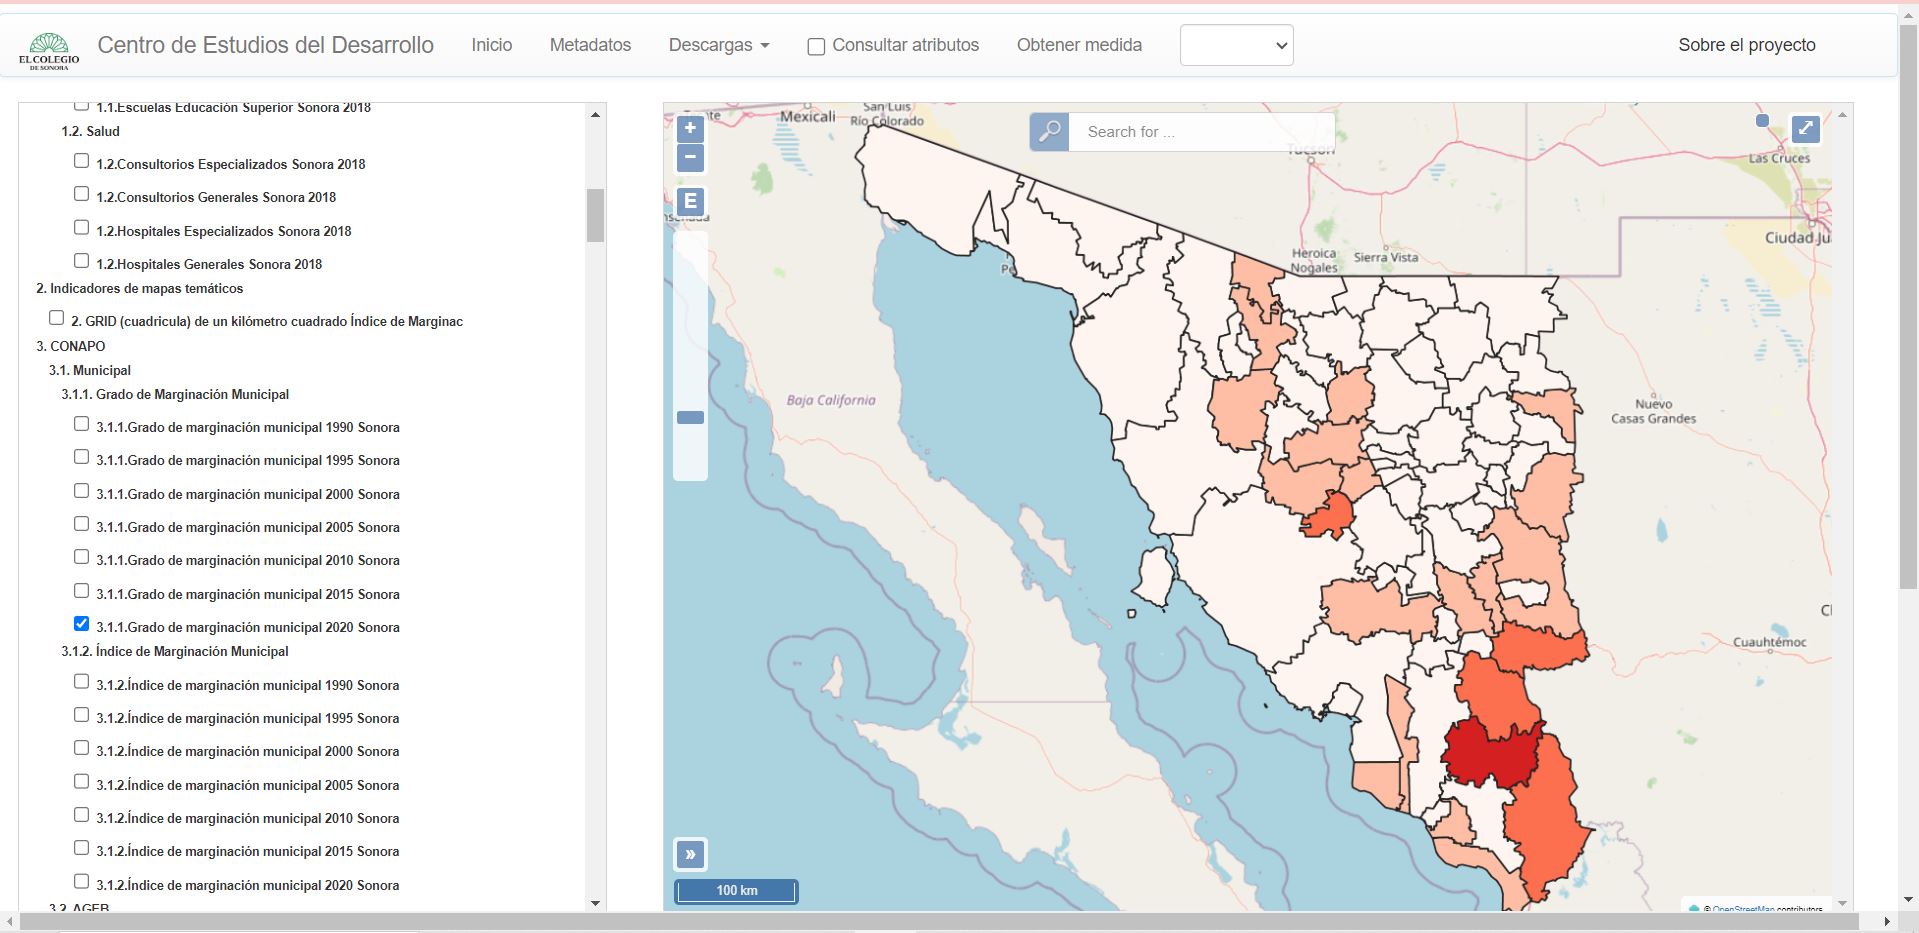 EL COLEGIO
DE SONORA
Centro de Estudios del Desarrollo
Inicio
Metadatos
Descargas
Consultar atributos
Obtener medida
Sobre el proyecto
1.1.Escuelas Educación Superior Sonora 2018
1.2. Salud
1.2.Consultorios Especializados Sonora 2018
1.2.Consultorios Generales Sonora 2018
1.2.Hospitales Especializados Sonora 2018
1.2.Hospitales Generales Sonora 2018
2. Indicadores de mapas temáticos
2. GRID (cuadricula) de un kilómetro cuadrado Índice de Marginac
3. CONAPO
3.1. Municipal
3.1.1. Grado de Marginación Municipal
3.1.1.Grado de marginación municipal 1990 Sonora
3.1.1.Grado de marginación municipal 1995 Sonora
3.1.1.Grado de marginación municipal 2000 Sonora
3.1.1.Grado de marginación municipal 2005 Sonora
3.1.1.Grado de marginación municipal 2010 Sonora
3.1.1.Grado de marginación municipal 2015 Sonora
3.1.1.Grado de marginación municipal 2020 Sonora
3.1.2. Índice de Marginación Municipal
3.1.2.Índice de marginación municipal 1990 Sonora
3.1.2.Índice de marginación municipal 1995 Sonora
3.1.2.Índice de marginación municipal 2000 Sonora
3.1.2.Índice de marginación municipal 2005 Sonora
3.1.2.Índice de marginación municipal 2010 Sonora
3.1.2.Índice de marginación municipal 2015 Sonora
3.1.2.Índice de marginación municipal 2020 Sonora
3.2. AGEB
+
−
E
Search for ...
Mexicali
San Luis
Río Colorado
Tucson
Las Cruces
Ciudad Ju
Heroica
Nogales
Sierra Vista
Baja California
Nuevo
Casas Grandes
Cuauhtémoc
»
100 km
© OpenStreetMap contributors